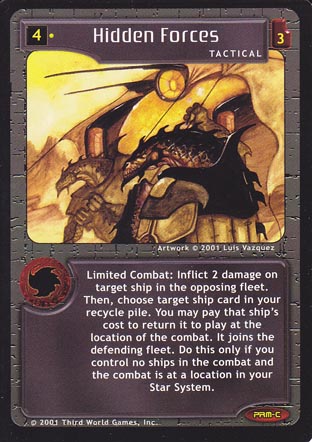 4
Hidden Forces
3
TACTICAL
Artwork © 2001 Luis Vazquez
Limited Combat: Inflict 2 damage on
target ship in the opposing fleet.
Then, choose target ship card in your
recycle pile. You may pay that ship's
cost to return it to play at the
location of the combat. It joins the
defending fleet. Do this only if you
control no ships in the combat and
the combat is at a location in your
Star System.
PRM-C
© 2001 Third World Games, Inc.